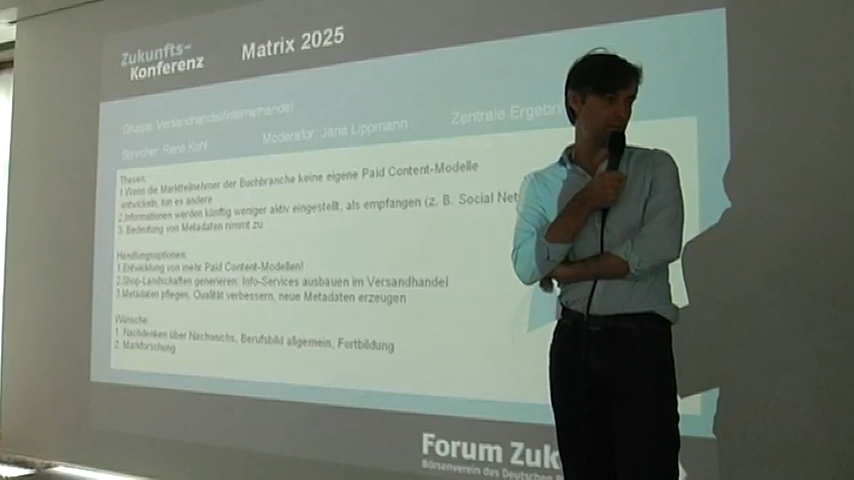 Zukunfts-
Konferenz
Matrix 2025
Gruppe: Versandhandel/Internethandel
Sprecher: René Kohl
Moderator: Jana Lippmann
Zentrale
Thesen:
1.Wenn die Marktteilnehmer der Buchbranche keine eigene Paid Content-Modelle
entwickeln, tun es andere
2.Informationen werden künftig weniger aktiv eingestellt, als empfangen (z. B. Social
3. Bedeutung von Metadaten nimmt zu
Handlungsoptionen:
1.Entwicklung von mehr Paid Content-Modellen!
2.Shop-Landschaften generieren: Info-Services ausbauen im Versandhandel
3.Metadaten pflegen, Qualität verbessern, neue Metadaten erzeugen
Wünsche:
1. Nachdenken über Nachwuchs, Berufsbild allgemein, Fortbildung
2. Markforschung
Forum Zuk
Börsenverein des Deutschen